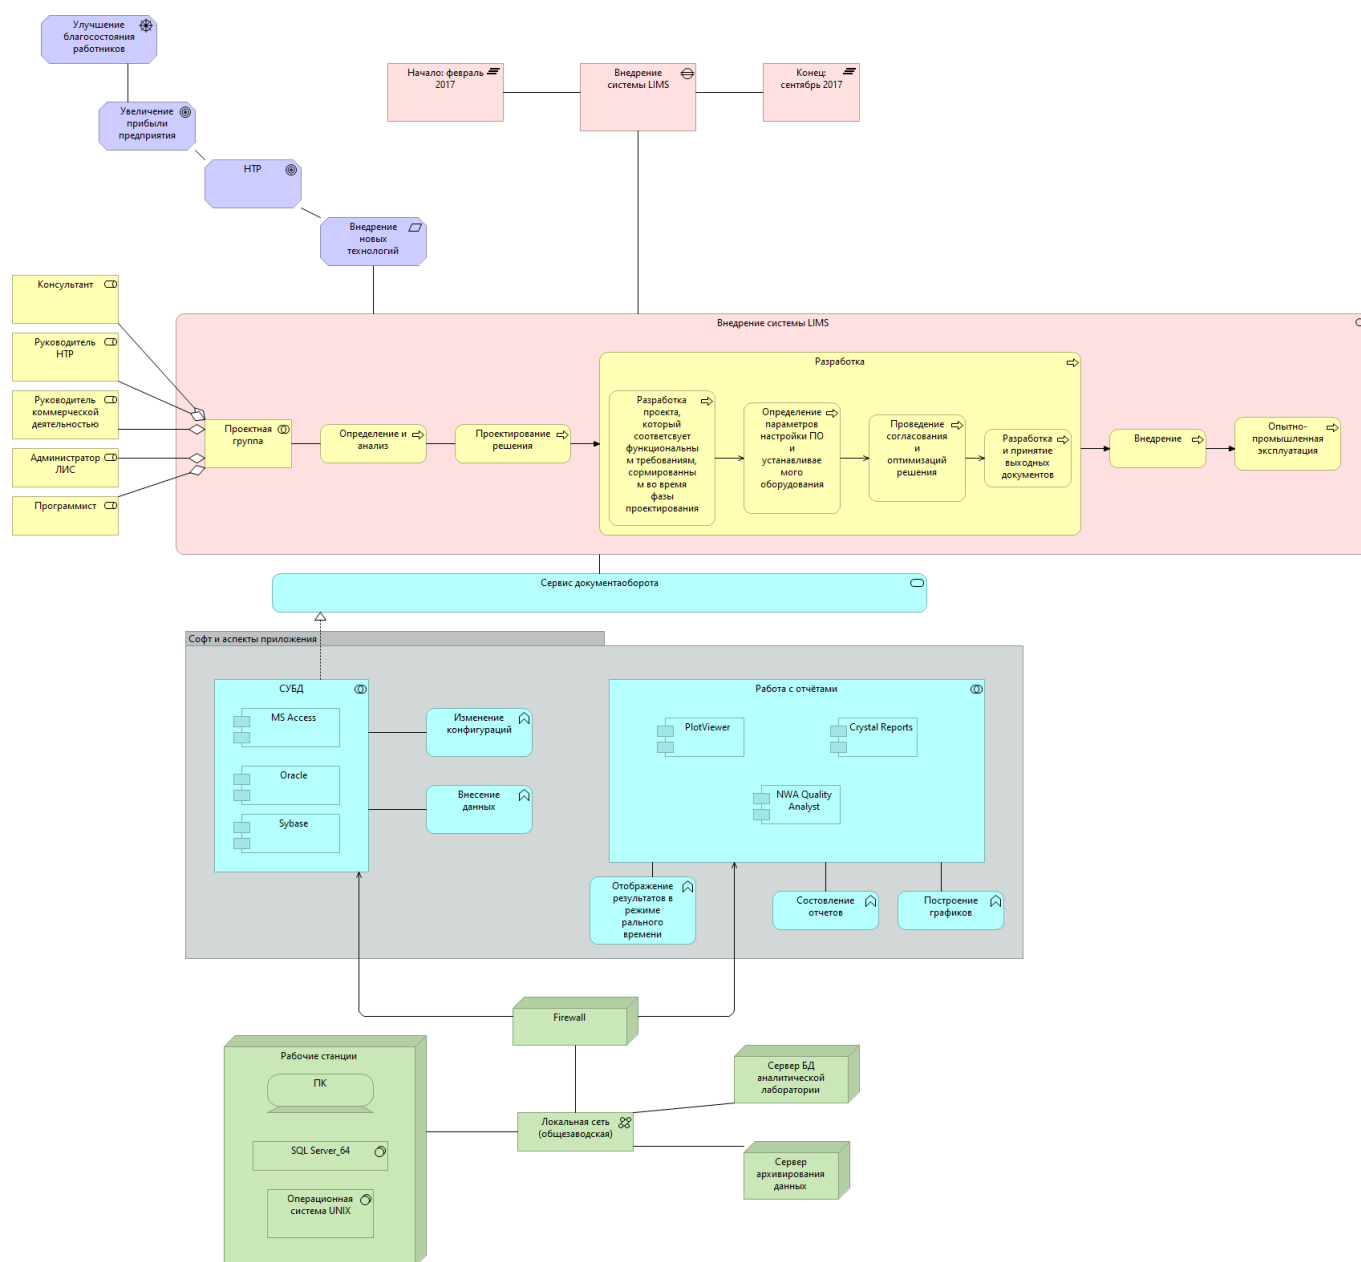 Улучшение
благосостояния
работников
Увеличение
прибыли
предприятия
НТР
Внедрение
новых
технологий
Начало: февраль
2017
Внедрение
системы LIMS
Конец:
сентябрь 2017
Консультант
Руководитель
НТР
Руководитель
коммерческой
деятельностью
Администратор
ЛИС
Программист
Внедрение системы LIMS
Проектная
группа
Определение и
анализ
Проектирование
решения
Разработка
Разработка
проекта,
который
соответсвует
функциональны
м требованиям,
сормированны
м во время
фазы
проектирования
Определение
параметров
настройки ПО
и
устанавливае
мого
оборудования
Проведение
согласования
и
оптимизаций
решения
Разработка
и принятие
выходных
документов
Внедрение
Опытно-
промышленная
эксплуатация
Сервис документаоборота
Софт и аспекты приложения
СУБД
MS Access
Oracle
Sybase
Изменение
конфигураций
Внесение
данных
Работа с отчётами
PlotViewer
Crystal Reports
NWA Quality
Analyst
Отображение
результатов в
режиме
рального
времени
Состовление
отчетов
Построение
графиков
Firewall
Рабочие станции
ПК
SQL Server_64
Операционная
система UNIX
Локальная сеть
(общезаводская)
Сервер БД
аналитической
лаборатории
Сервер
архивирования
данных